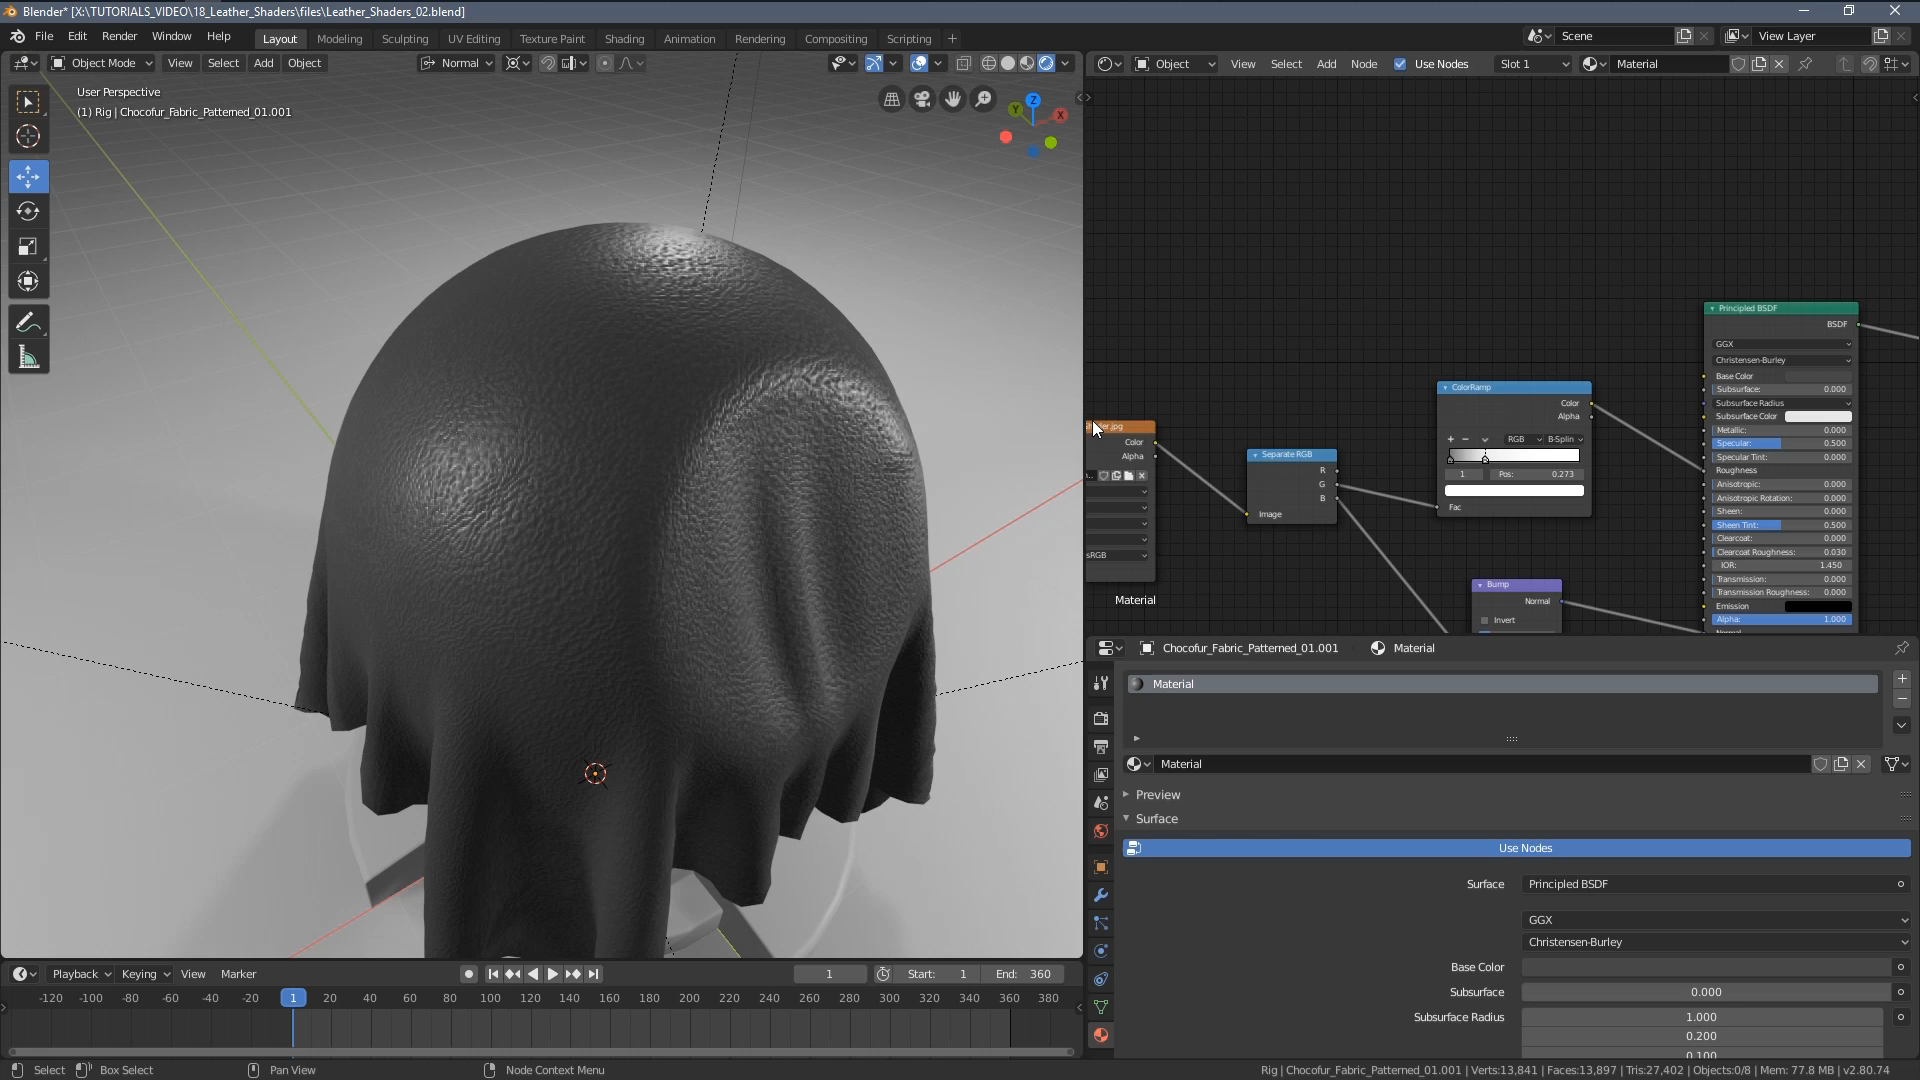 Blender* [X:\TUTORIALS_VIDEO\18_Leather_Shaders\files\Leather_Shaders_02.blend]
File Edit Render Window Help
Layout Modeling Sculpting UV Editing Texture Paint Shading Animation Rendering Compositing Scripting +
Scene
View Layer
Object Mode View Select Add Object
Normal
Object View Select Add Node Use Nodes Slot 1 Material
User Perspective
(1) Rig | Chocofur_Fabric_Patterned_01.001
Z
Y
X
Principled BSDF
BSDF
GGX
Christensen-Burley
Base Color
Subsurface: 0.000
Subsurface Radius
Subsurface Color
Metallic: 0.000
Specular: 0.500
Specular Tint: 0.000
Roughness
Anisotropic: 0.000
Anisotropic Rotation: 0.000
Sheen: 0.000
Sheen Tint: 0.500
Clearcoat: 0.000
Clearcoat Roughness: 0.030
IOR: 1.450
Transmission: 0.000
Transmission Roughness: 0.000
Emission
Alpha: 1.000
ColorRamp
Color
Alpha
+ − RGB B-Splin
1 Pos: 0.273
Fac
.jpg
Color
Alpha
sRGB
Separate RGB
R
G
B
Image
Bump
Normal
Invert
Material
Chocofur_Fabric_Patterned_01.001 Material
Material
Material
Preview
Surface
Use Nodes
Surface Principled BSDF
GGX
Christensen-Burley
Base Color
Subsurface 0.000
Subsurface Radius 1.000
0.200
0.100
Playback Keying View Marker
1 Start: 1 End: 360
-120 -100 -80 -60 -40 -20 1 20 40 60 80 100 120 140 160 180 200 220 240 260 280 300 320 340 360 380
Select Box Select Pan View Node Context Menu
Rig | Chocofur_Fabric_Patterned_01.001 | Verts:13,841 | Faces:13,897 | Tris:27,402 | Objects:0/8 | Mem: 77.8 MB | v2.80.74